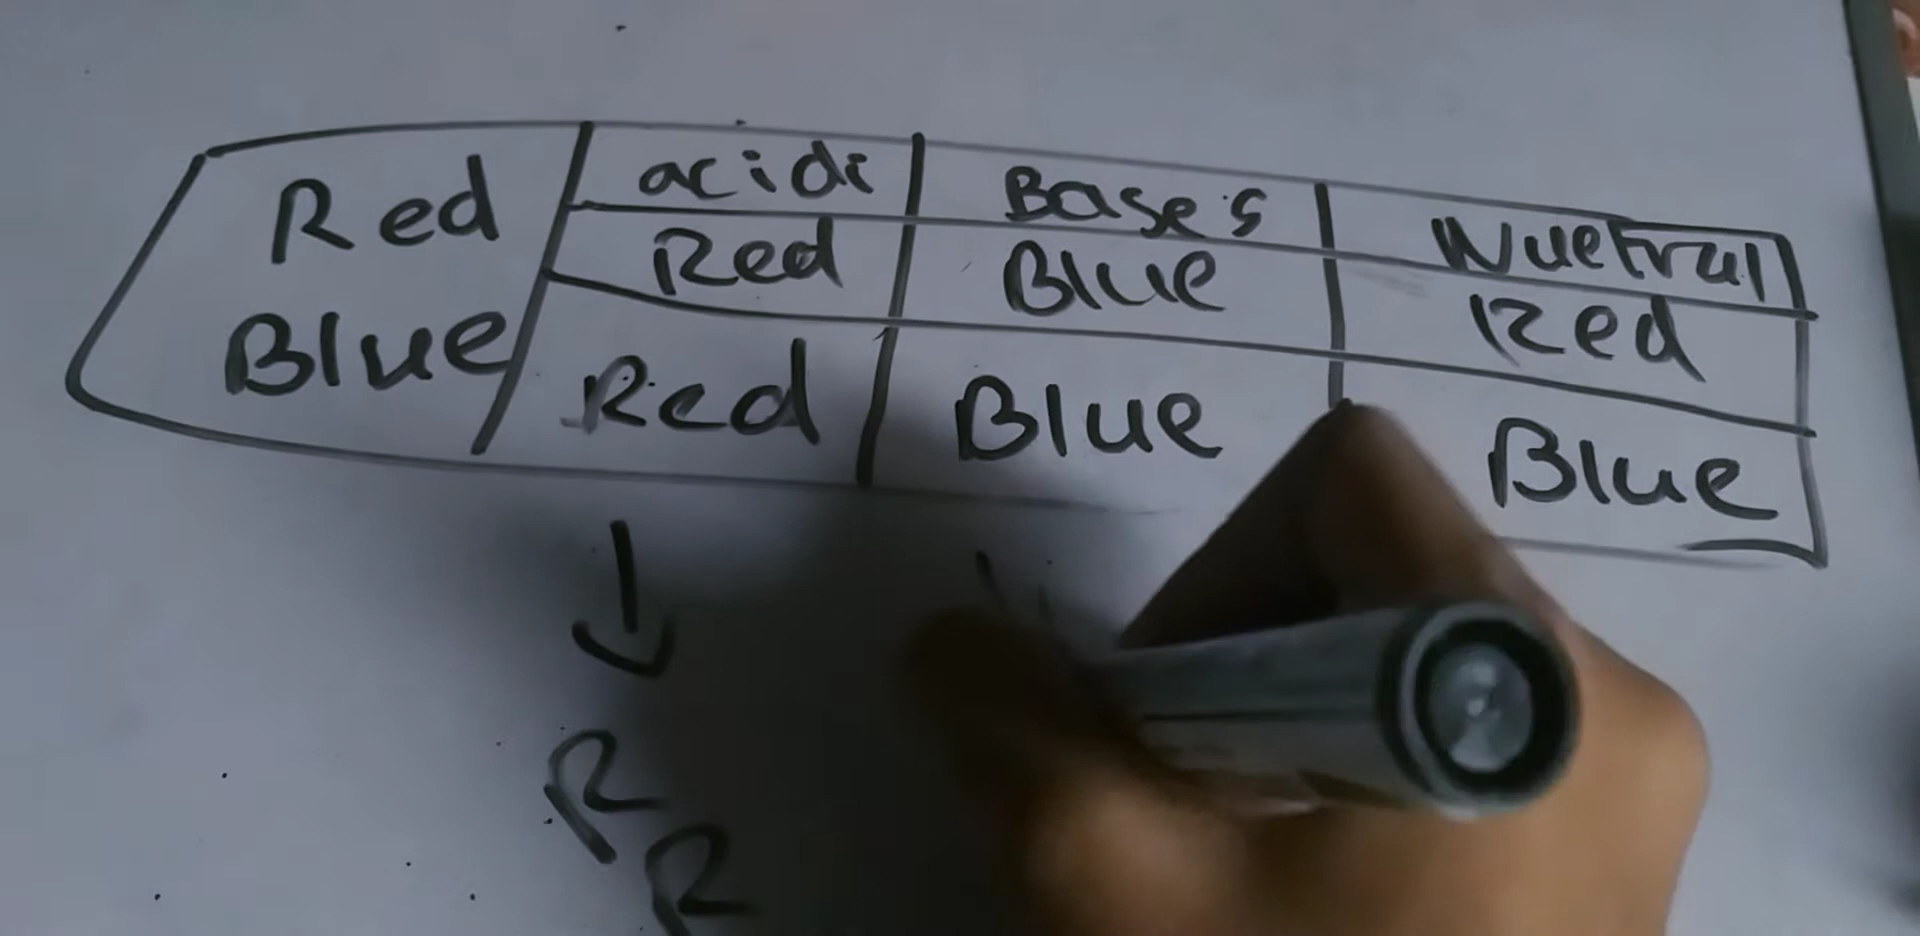 Red acidi Bases Nuetral
Red Blue Red
Blue Red Blue Blue
R
R